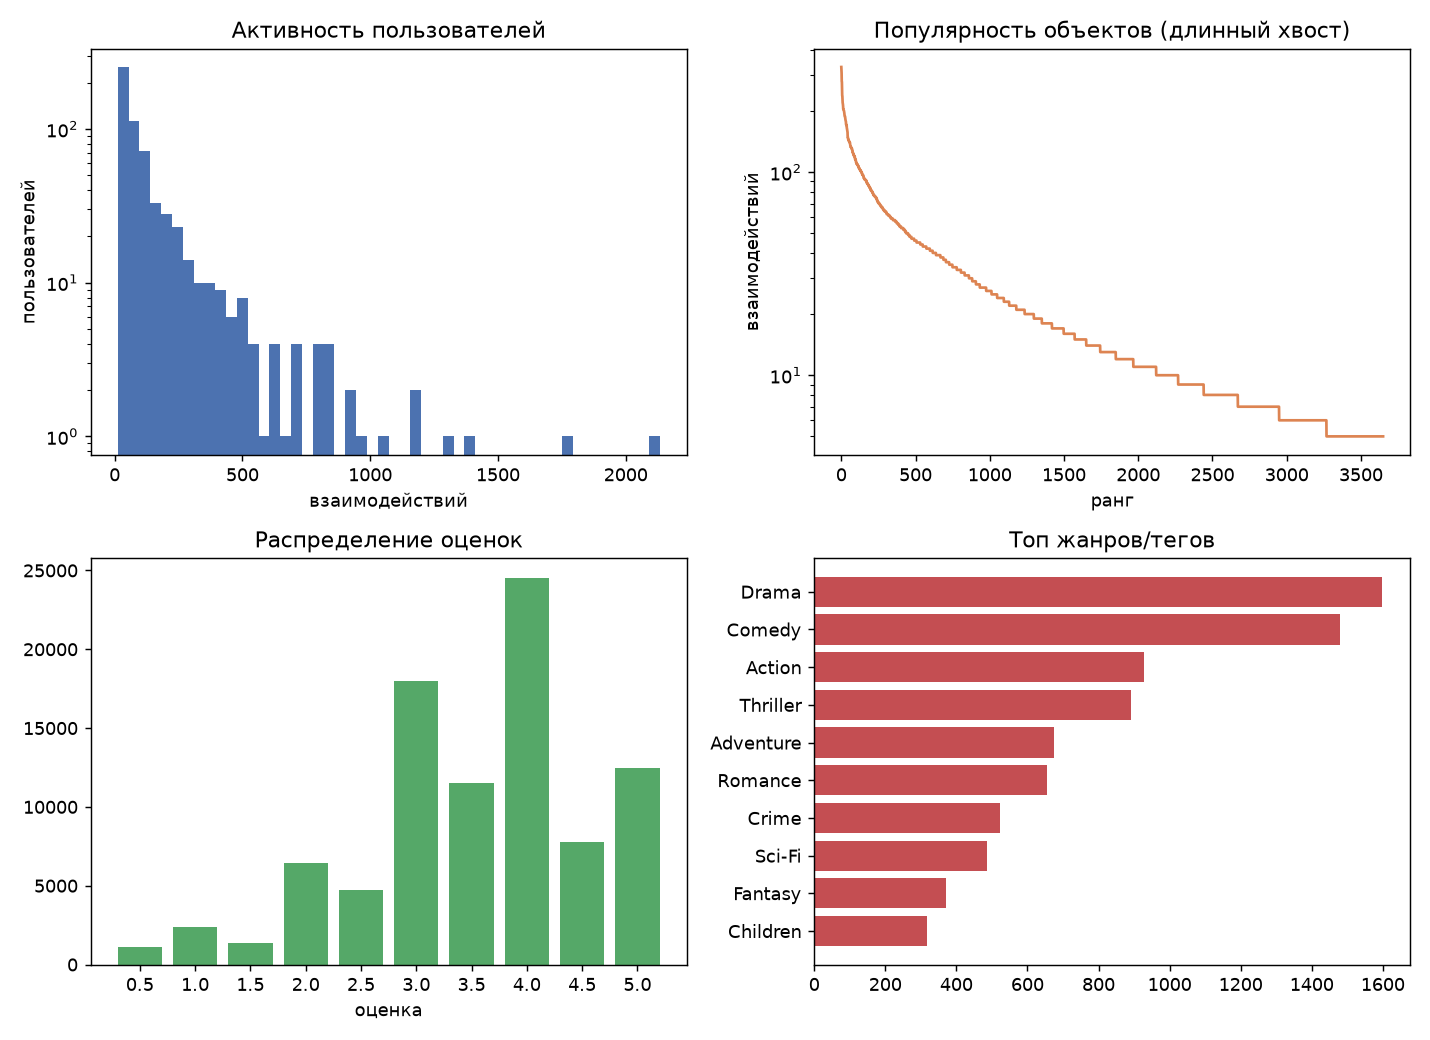 Активность пользователей
пользователей
10^2
10^1
10^0
0 500 1000 1500 2000
взаимодействий
Популярность объектов (длинный хвост)
взаимодействий
10^2
10^1
0 500 1000 1500 2000 2500 3000 3500
ранг
Распределение оценок
25000
20000
15000
10000
5000
0
0.5 1.0 1.5 2.0 2.5 3.0 3.5 4.0 4.5 5.0
оценка
Топ жанров/тегов
Drama
Comedy
Action
Thriller
Adventure
Romance
Crime
Sci-Fi
Fantasy
Children
0 200 400 600 800 1000 1200 1400 1600